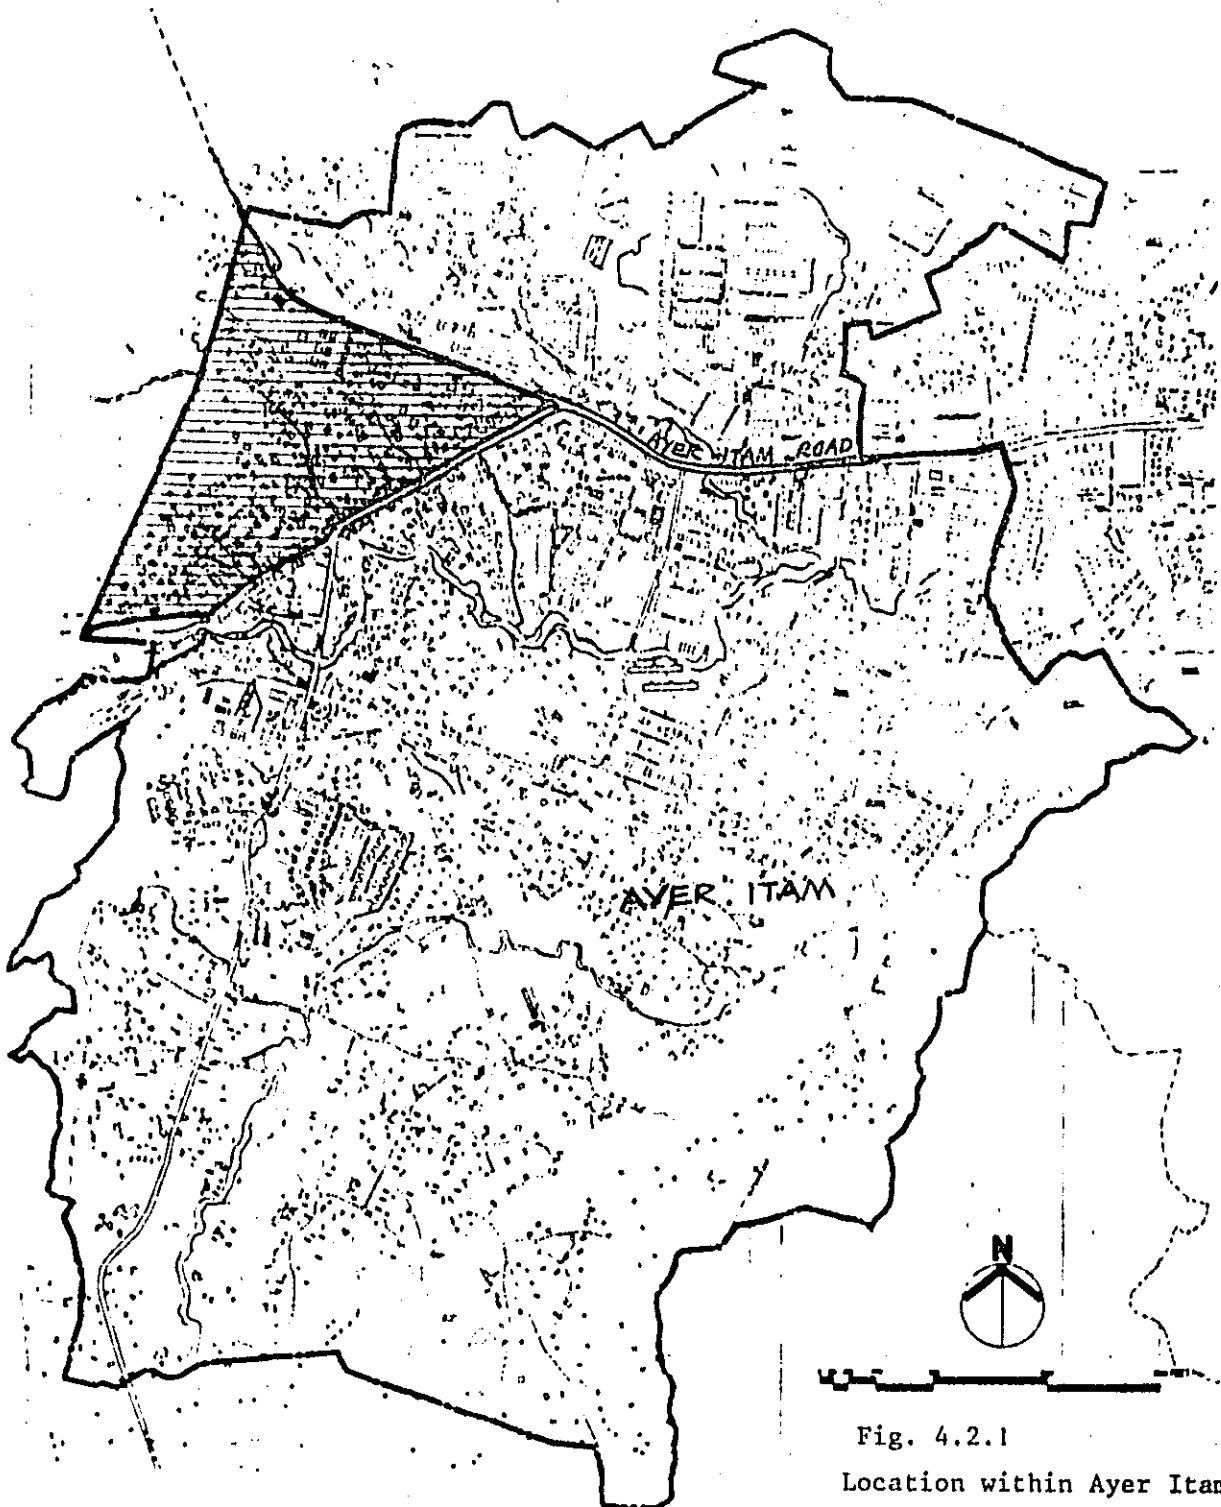 AYER ITAM ROAD
AYER ITAM
N
Fig. 4.2.1
Location within Ayer Itam